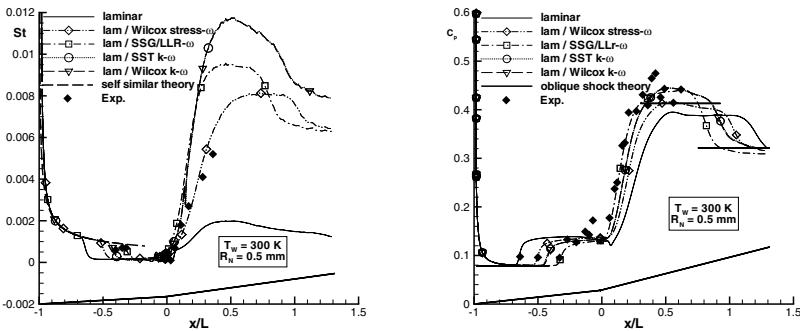 0.012
St
0.01
0.008
0.006
0.004
0.002
0
-0.002
-1 -0.5 0 0.5 1 1.5
x/L
laminar
lam / Wilcox stress-ω
lam / SSG/LLR-ω
lam / SST k-ω
lam / Wilcox k-ω
self similar theory
Exp.
T_W = 300 K
R_N = 0.5 mm
0.6
c_p
0.5
0.4
0.3
0.2
0.1
0
-1 -0.5 0 0.5 1 1.5
x/L
laminar
lam / Wilcox stress-ω
lam / SSG/LLr-ω
lam / SST k-ω
lam / Wilcox k-ω
oblique shock theory
Exp.
T_W = 300 K
R_N = 0.5 mm